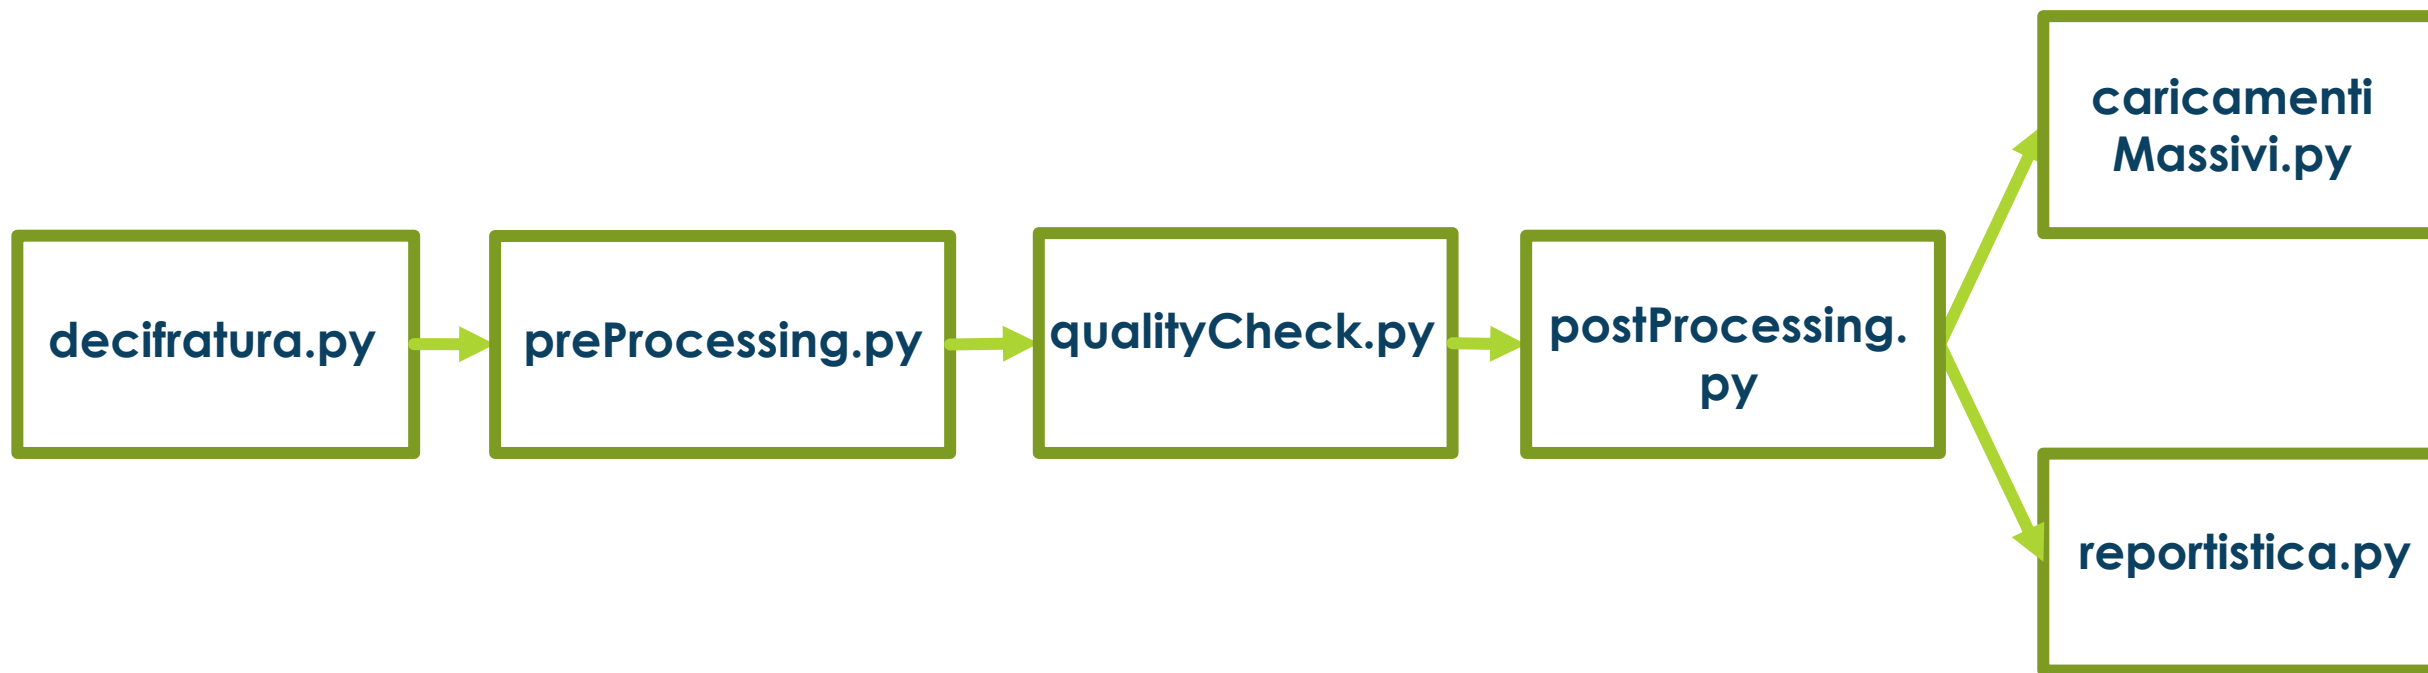 decifratura.py
preProcessing.py
qualityCheck.py
postProcessing.
py
caricamenti
Massivi.py
reportistica.py